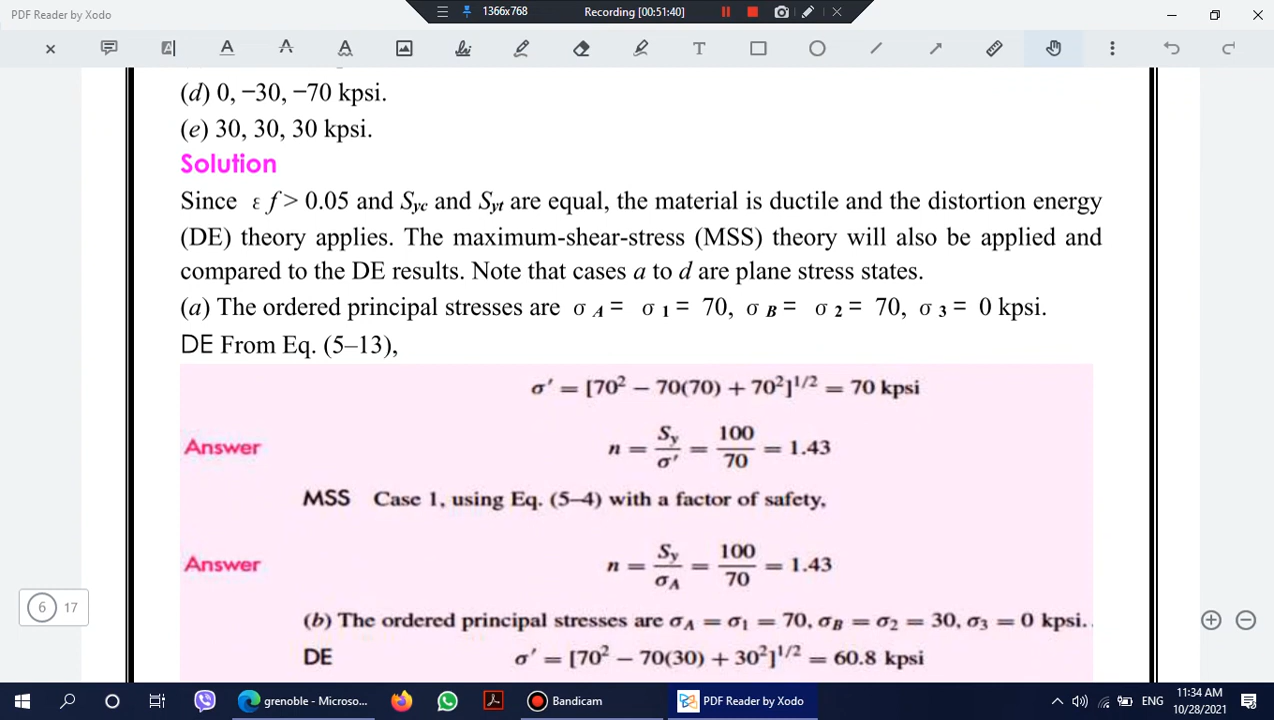 PDF Reader by Xodo
1366x768 Recording [00:51:40]
T
(d) 0, −30, −70 kpsi.
(e) 30, 30, 30 kpsi.
Solution
Since ε f > 0.05 and Syc and Syt are equal, the material is ductile and the distortion energy
(DE) theory applies. The maximum-shear-stress (MSS) theory will also be applied and
compared to the DE results. Note that cases a to d are plane stress states.
(a) The ordered principal stresses are σ A = σ 1 = 70, σ B = σ 2 = 70, σ 3 = 0 kpsi.
DE From Eq. (5–13),
σ′ = [70² − 70(70) + 70²]^1/2 = 70 kpsi
Answer n = Sy/σ′ = 100/70 = 1.43
MSS Case 1, using Eq. (5–4) with a factor of safety,
Answer n = Sy/σA = 100/70 = 1.43
(b) The ordered principal stresses are σA = σ1 = 70, σB = σ2 = 30, σ3 = 0 kpsi.
DE σ′ = [70² − 70(30) + 30²]^1/2 = 60.8 kpsi
6 17
grenoble - Microso... Bandicam PDF Reader by Xodo ENG 11:34 AM
10/28/2021